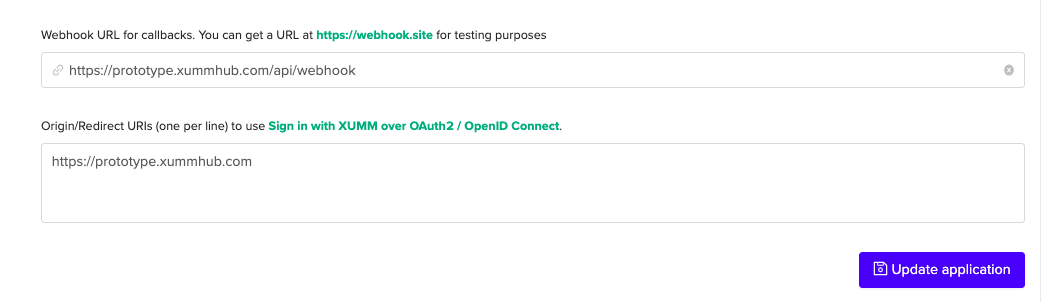 Webhook URL for callbacks. You can get a URL at https://webhook.site for testing purposes
https://prototype.xummhub.com/api/webhook
Origin/Redirect URIs (one per line) to use Sign in with XUMM over OAuth2 / OpenID Connect.
https://prototype.xummhub.com
Update application